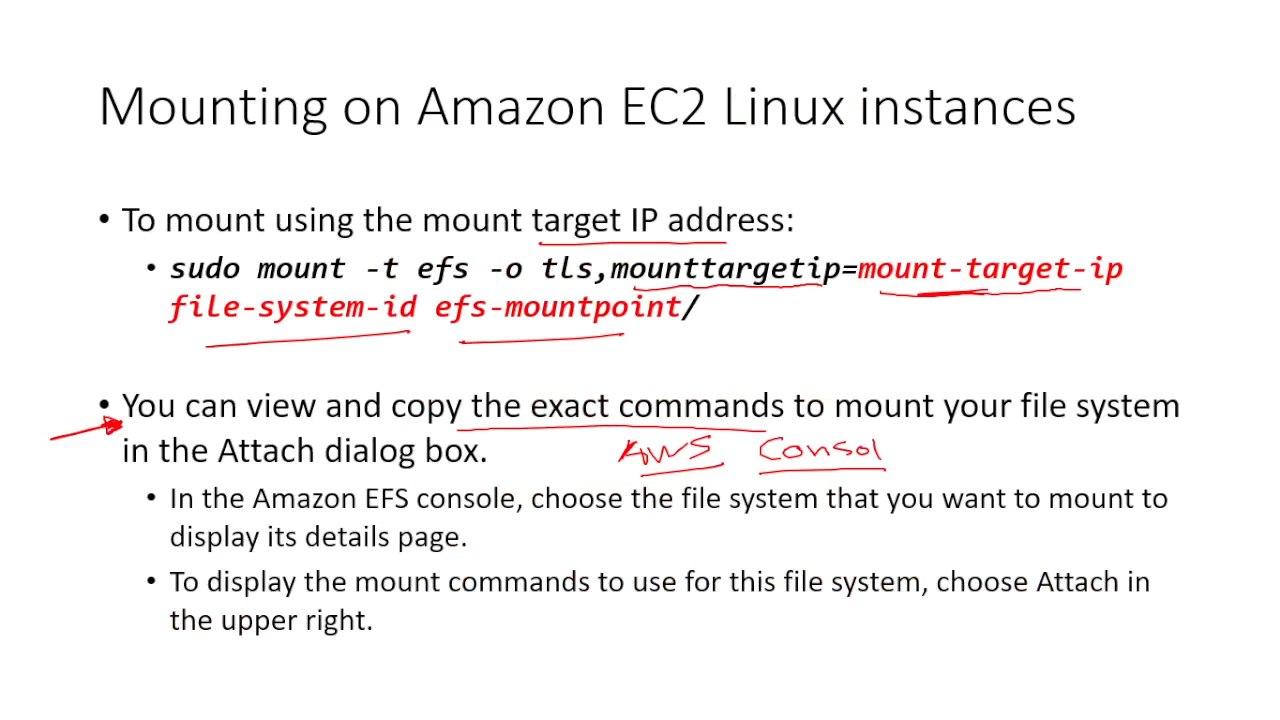 Mounting on Amazon EC2 Linux instances
• To mount using the mount target IP address:
• sudo mount -t efs -o tls,mounttargetip=mount-target-ip
file-system-id efs-mountpoint/
• You can view and copy the exact commands to mount your file system
in the Attach dialog box. AWS Consol
• In the Amazon EFS console, choose the file system that you want to mount to
display its details page.
• To display the mount commands to use for this file system, choose Attach in
the upper right.